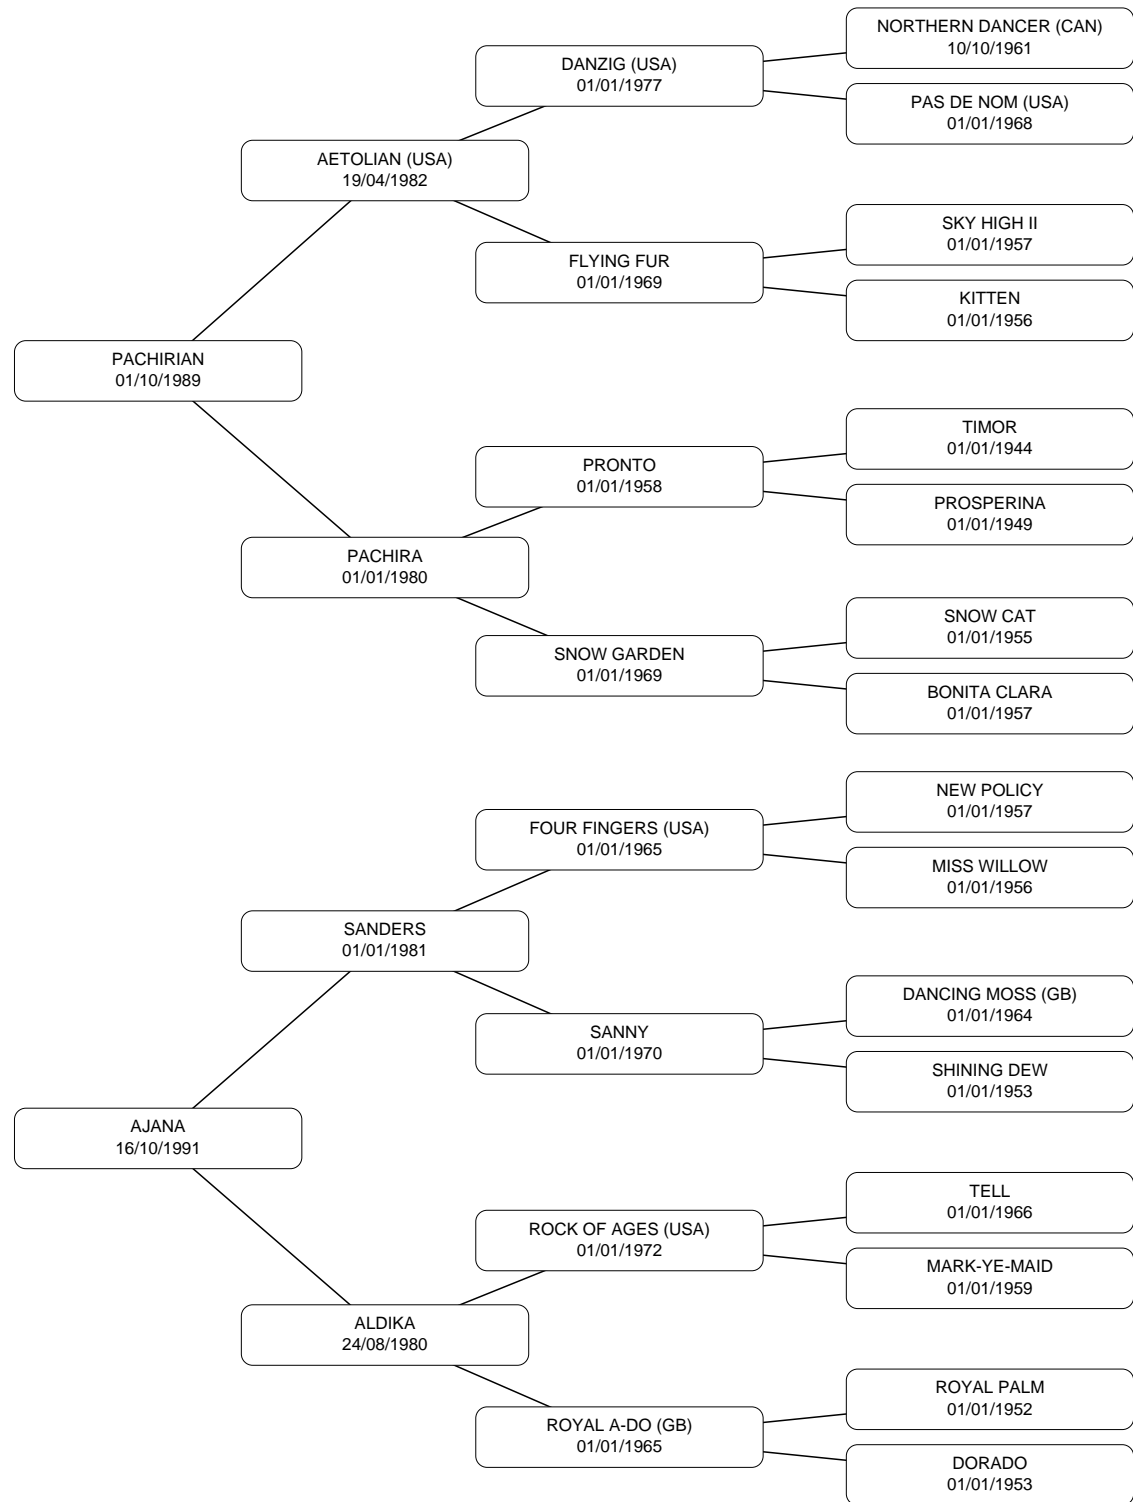 NORTHERN DANCER (CAN)
10/10/1961
DANZIG (USA)
01/01/1977
PAS DE NOM (USA)
01/01/1968
AETOLIAN (USA)
19/04/1982
SKY HIGH II
01/01/1957
FLYING FUR
01/01/1969
KITTEN
01/01/1956
PACHIRIAN
01/10/1989
TIMOR
01/01/1944
PRONTO
01/01/1958
PROSPERINA
01/01/1949
PACHIRA
01/01/1980
SNOW CAT
01/01/1955
SNOW GARDEN
01/01/1969
BONITA CLARA
01/01/1957
NEW POLICY
01/01/1957
FOUR FINGERS (USA)
01/01/1965
MISS WILLOW
01/01/1956
SANDERS
01/01/1981
DANCING MOSS (GB)
01/01/1964
SANNY
01/01/1970
SHINING DEW
01/01/1953
AJANA
16/10/1991
TELL
01/01/1966
ROCK OF AGES (USA)
01/01/1972
MARK-YE-MAID
01/01/1959
ALDIKA
24/08/1980
ROYAL PALM
01/01/1952
ROYAL A-DO (GB)
01/01/1965
DORADO
01/01/1953